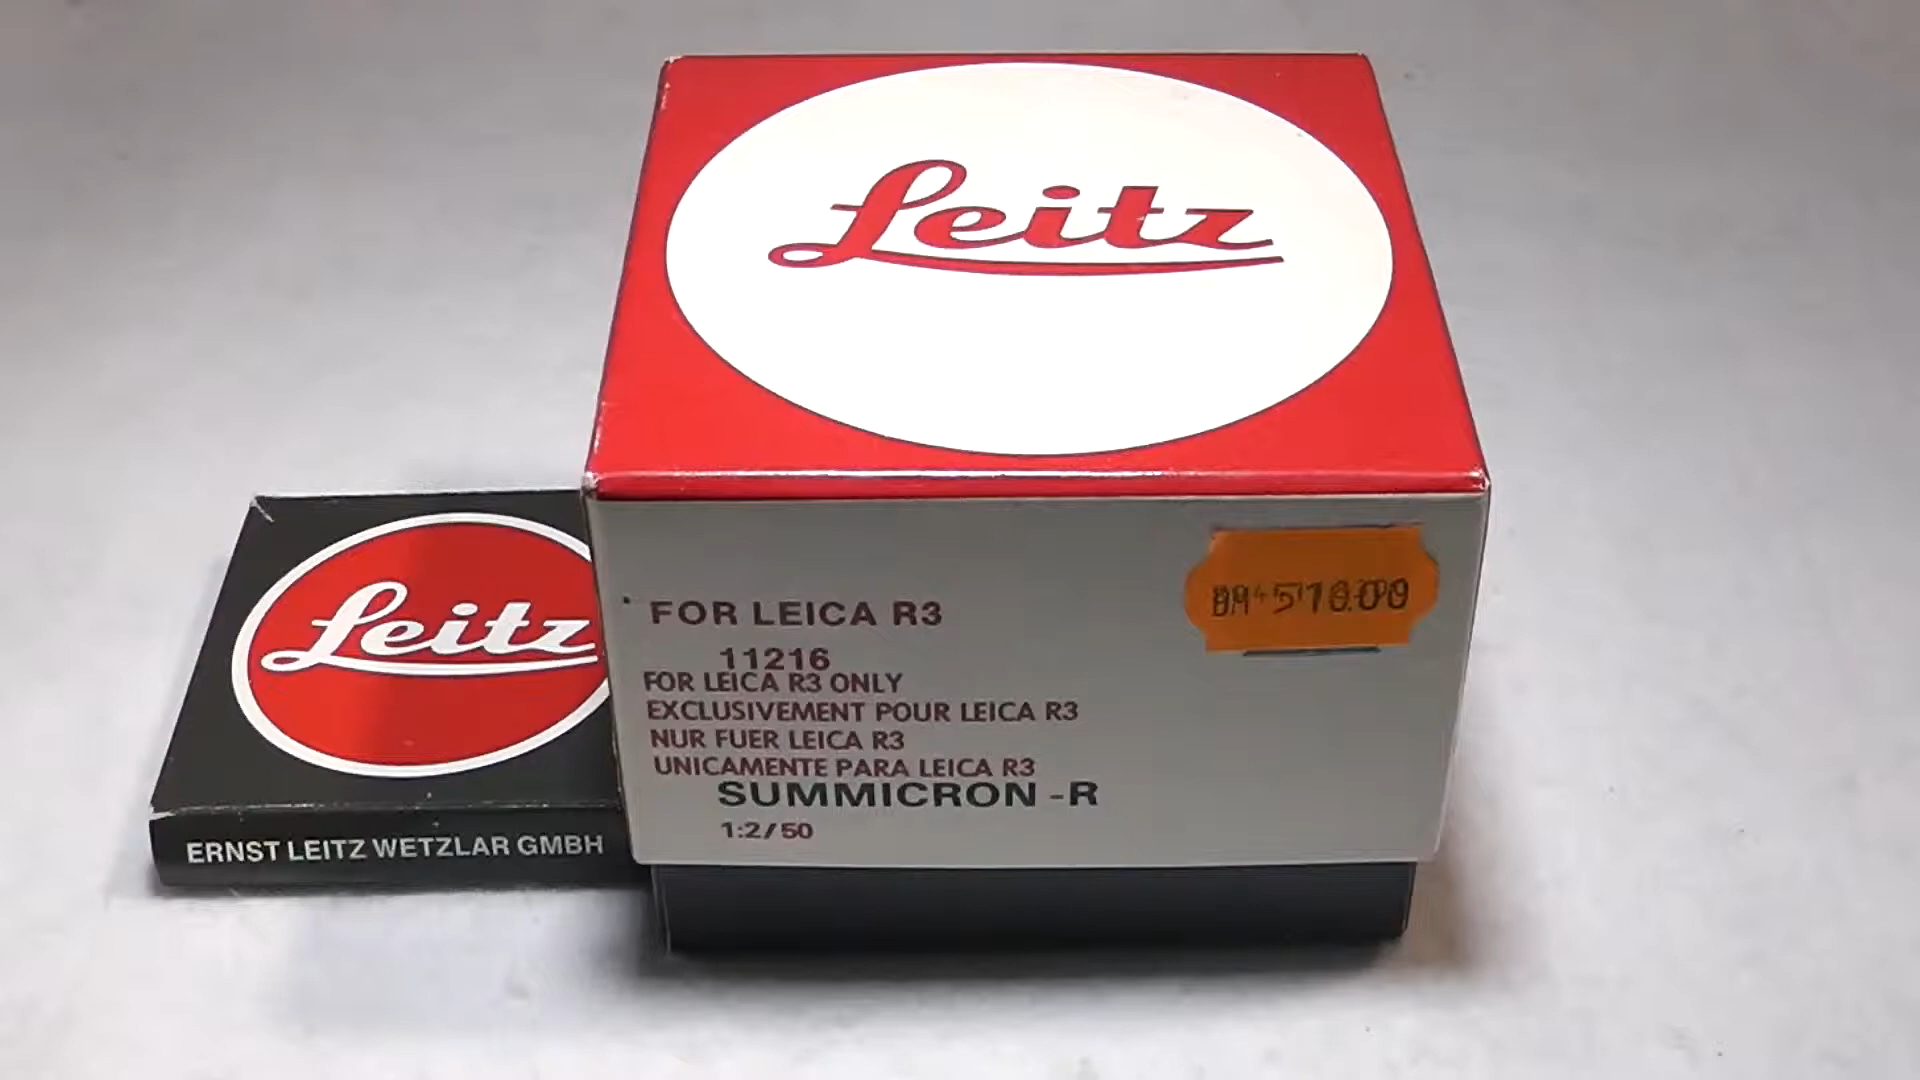 Leitz
FOR LEICA R3
11216
FOR LEICA R3 ONLY
EXCLUSIVEMENT POUR LEICA R3
NUR FUER LEICA R3
UNICAMENTE PARA LEICA R3
SUMMICRON -R
1:2/50
Leitz
ERNST LEITZ WETZLAR GMBH